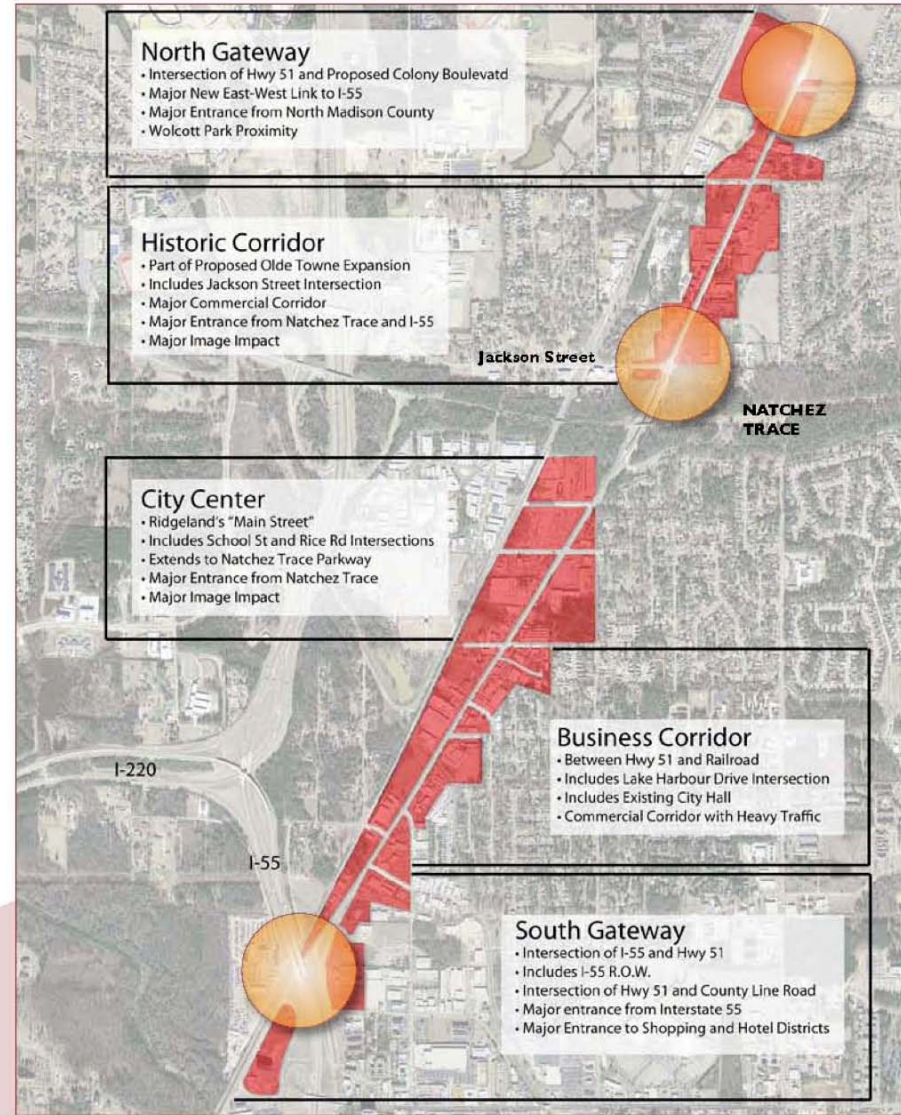 North Gateway
• Intersection of Hwy 51 and Proposed Colony Boulevatd
• Major New East-West Link to I-55
• Major Entrance from North Madison County
• Wolcott Park Proximity
Historic Corridor
• Part of Proposed Olde Towne Expansion
• Includes Jackson Street Intersection
• Major Commercial Corridor
• Major Entrance from Natchez Trace and I-55
• Major Image Impact
Jackson Street
NATCHEZ
TRACE
City Center
• Ridgeland's "Main Street"
• Includes School St and Rice Rd Intersections
• Extends to Natchez Trace Parkway
• Major Entrance from Natchez Trace
• Major Image Impact
Business Corridor
• Between Hwy 51 and Railroad
• Includes Lake Harbour Drive Intersection
• Includes Existing City Hall
• Commercial Corridor with Heavy Traffic
I-220
I-55
South Gateway
• Intersection of I-55 and Hwy 51
• Includes I-55 R.O.W.
• Intersection of Hwy 51 and County Line Road
• Major entrance from Interstate 55
• Major Entrance to Shopping and Hotel Districts